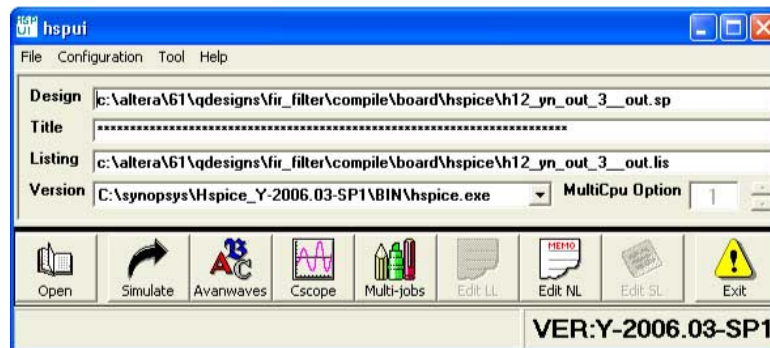 hspui
File Configuration Tool Help
Design c:\altera\61\qdesigns\fir_filter\compile\board\hspice\h12_yn_out_3__out.sp
Title **************************************************************************
Listing c:\altera\61\qdesigns\fir_filter\compile\board\hspice\h12_yn_out_3__out.lis
Version C:\synopsys\Hspice_Y-2006.03-SP1\BIN\hspice.exe MultiCpu Option 1
MEMO
Open Simulate Avanwaves Cscope Multi-jobs Edit LL Edit NL Edit SL Exit
VER:Y-2006.03-SP1